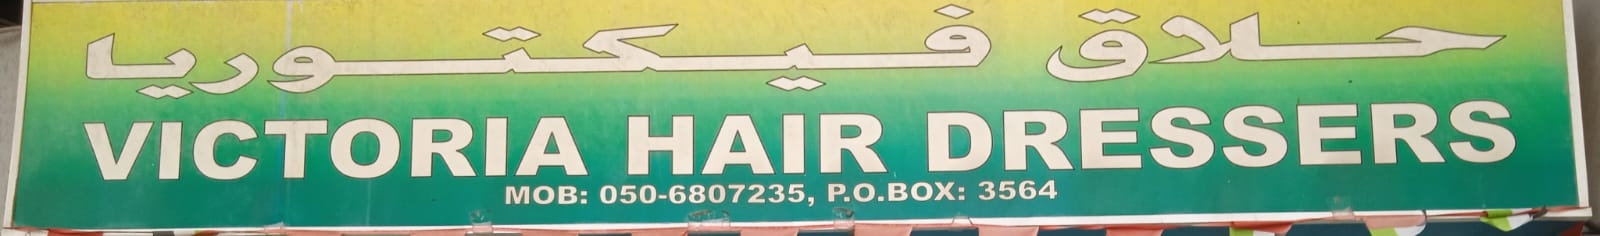 حلاق فيكتوريا
VICTORIA HAIR DRESSERS
MOB: 050-6807235, P.O.BOX: 3564